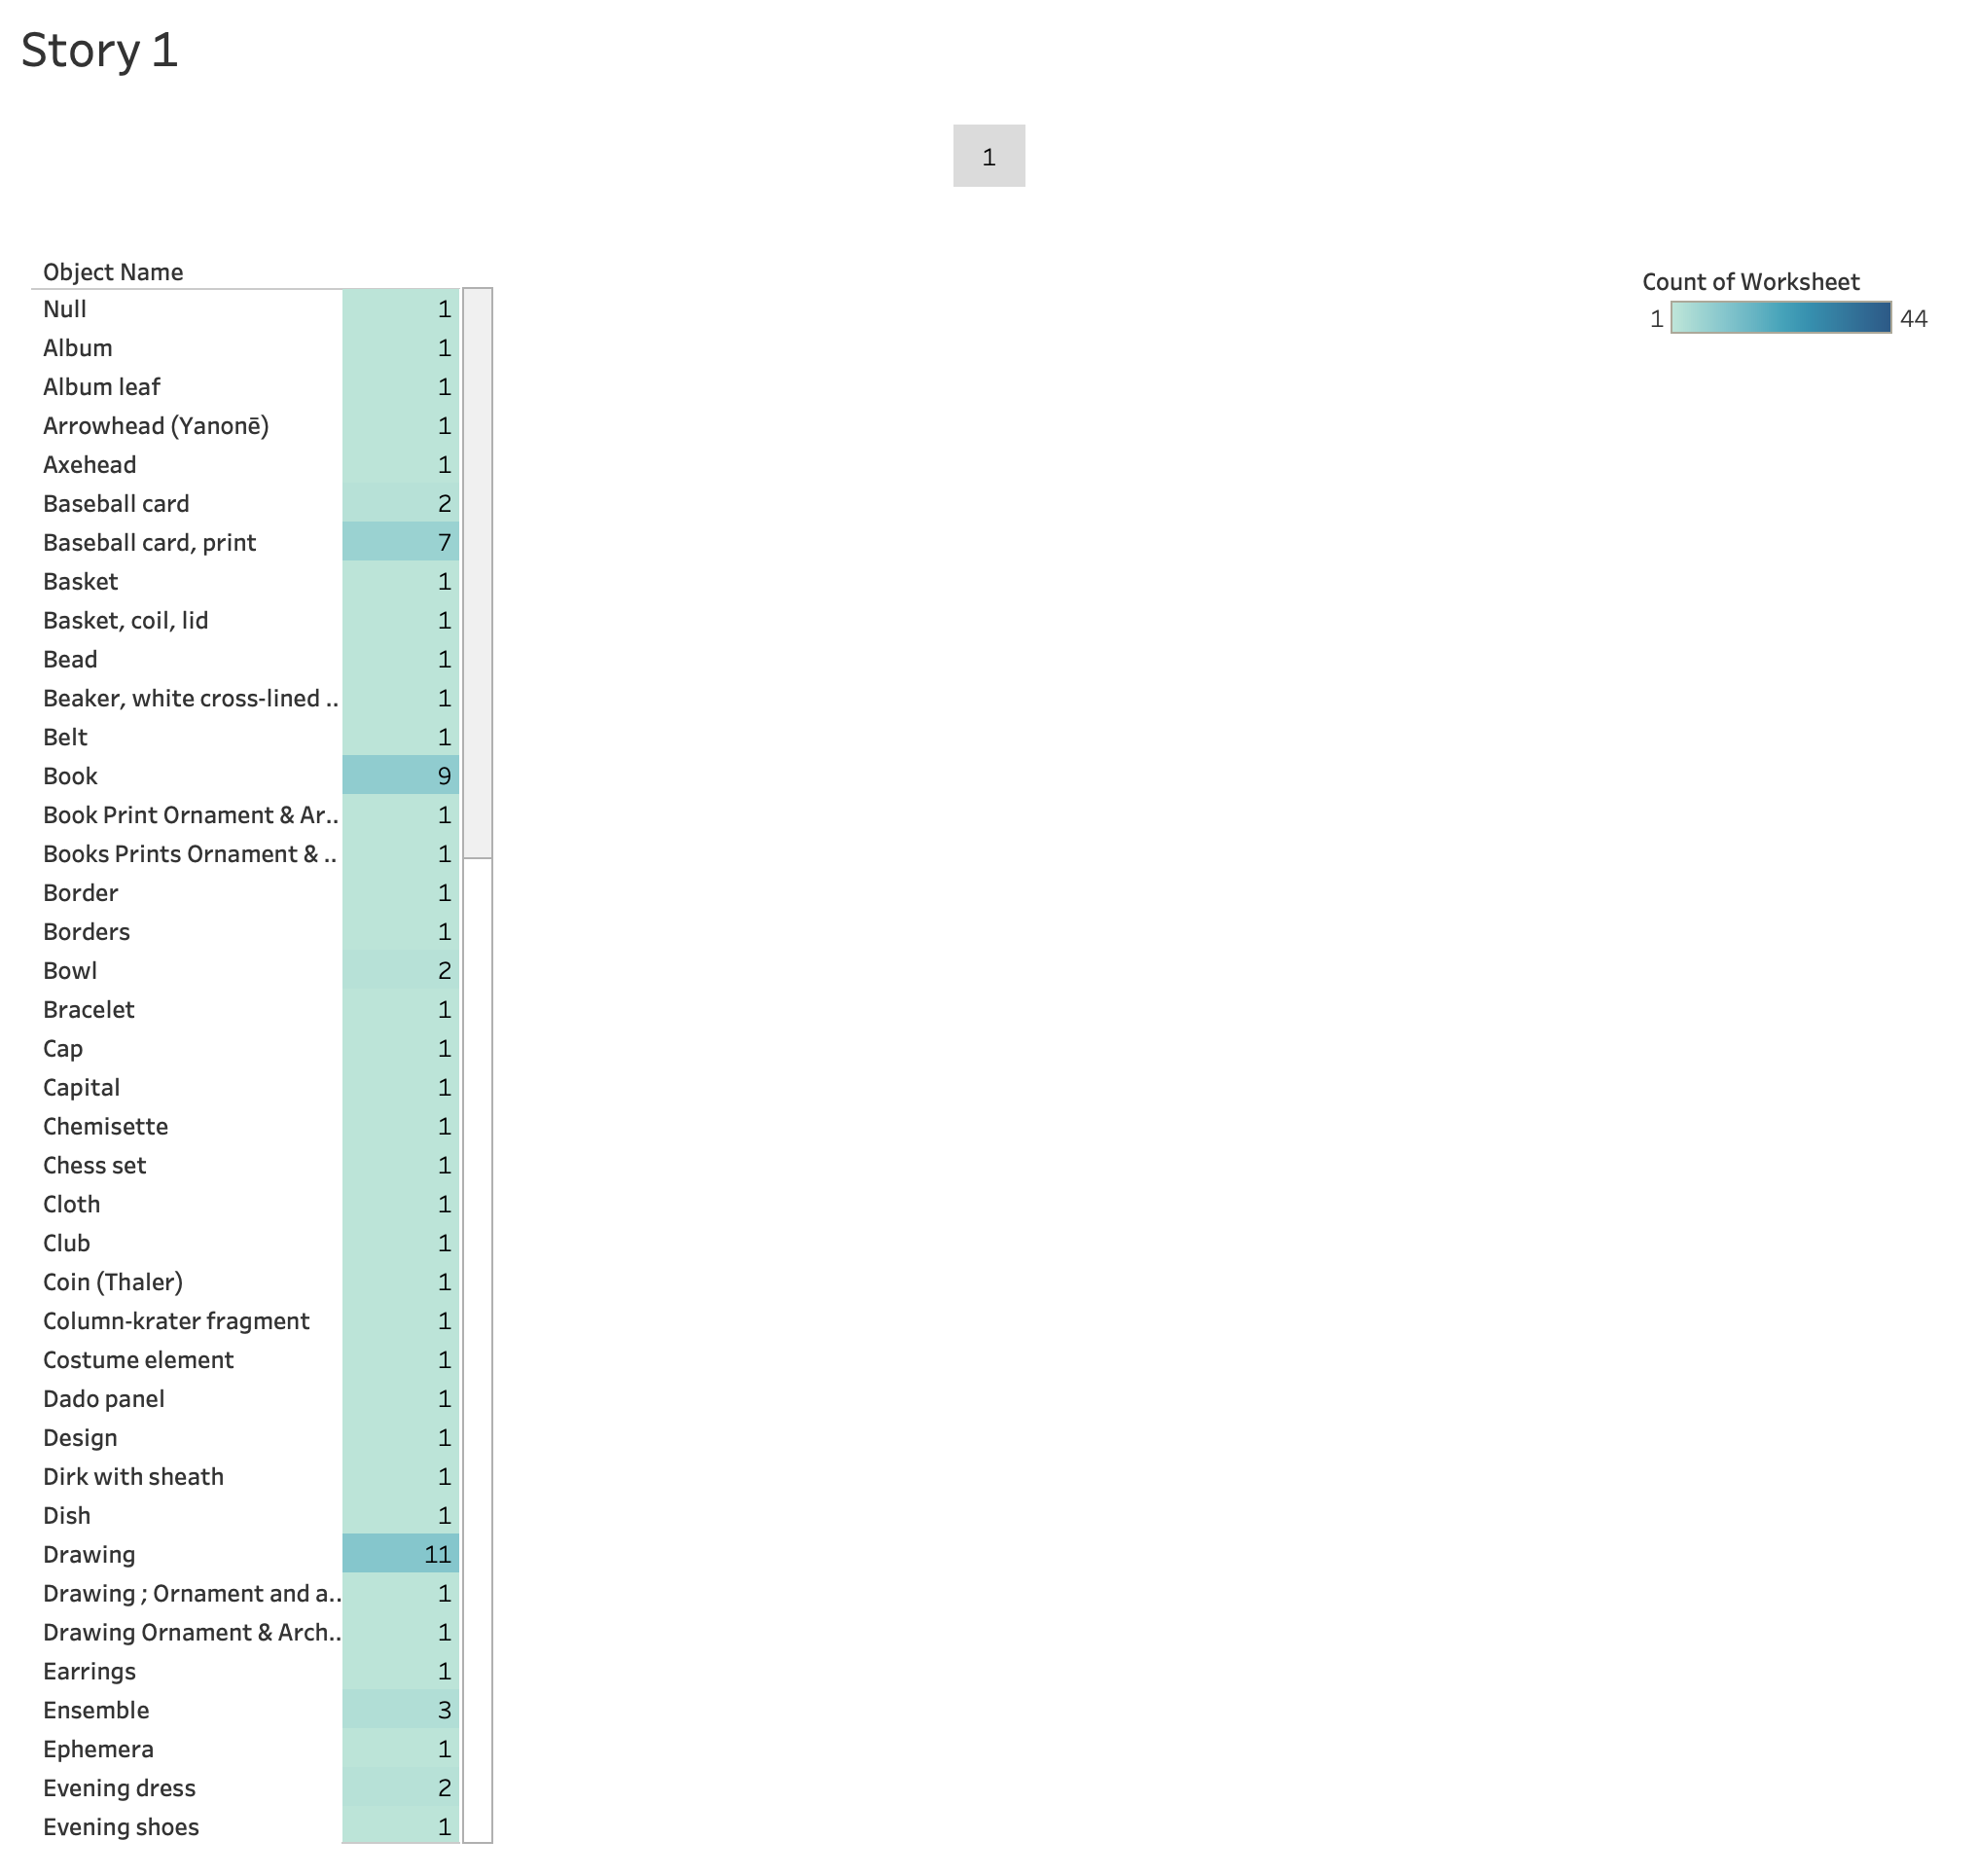 Story 1
1
Object Name
Count of Worksheet
1 44
Null 1
Album 1
Album leaf 1
Arrowhead (Yanonē) 1
Axehead 1
Baseball card 2
Baseball card, print 7
Basket 1
Basket, coil, lid 1
Bead 1
Beaker, white cross-lined .. 1
Belt 1
Book 9
Book Print Ornament & Ar.. 1
Books Prints Ornament & .. 1
Border 1
Borders 1
Bowl 2
Bracelet 1
Cap 1
Capital 1
Chemisette 1
Chess set 1
Cloth 1
Club 1
Coin (Thaler) 1
Column-krater fragment 1
Costume element 1
Dado panel 1
Design 1
Dirk with sheath 1
Dish 1
Drawing 11
Drawing ; Ornament and a.. 1
Drawing Ornament & Arch.. 1
Earrings 1
Ensemble 3
Ephemera 1
Evening dress 2
Evening shoes 1